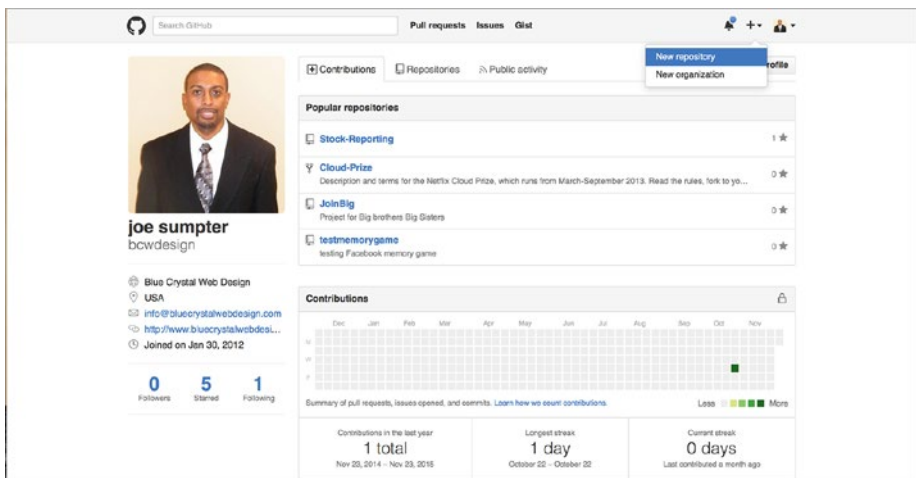 Search GitHub
Pull requests Issues Gist
New repository
New organization
rofile
Contributions
Repositories
Public activity
Popular repositories
Stock-Reporting
1
Cloud-Prize
Description and terms for the Netflix Cloud Prize, which runs from March-September 2013. Read the rules, fork to yo...
0
JoinBig
Project for Big brothers Big Sisters
0
testmemorygame
testing Facebook memory game
0
joe sumpter
bcwdesign
Blue Crystal Web Design
USA
info@bluecrystalwebdesign.com
http://www.bluecrystalwebdesi...
Joined on Jan 30, 2012
0 5 1
Followers Starred Following
Contributions
Dec Jan Feb Mar Apr May Jun Jul Aug Sep Oct Nov
M
W
F
Summary of pull requests, issues opened, and commits. Learn how we count contributions.
Less More
Contributions in the last year
1 total
Nov 23, 2014 – Nov 23, 2015
Longest streak
1 day
October 22 – October 22
Current streak
0 days
Last contributed a month ago